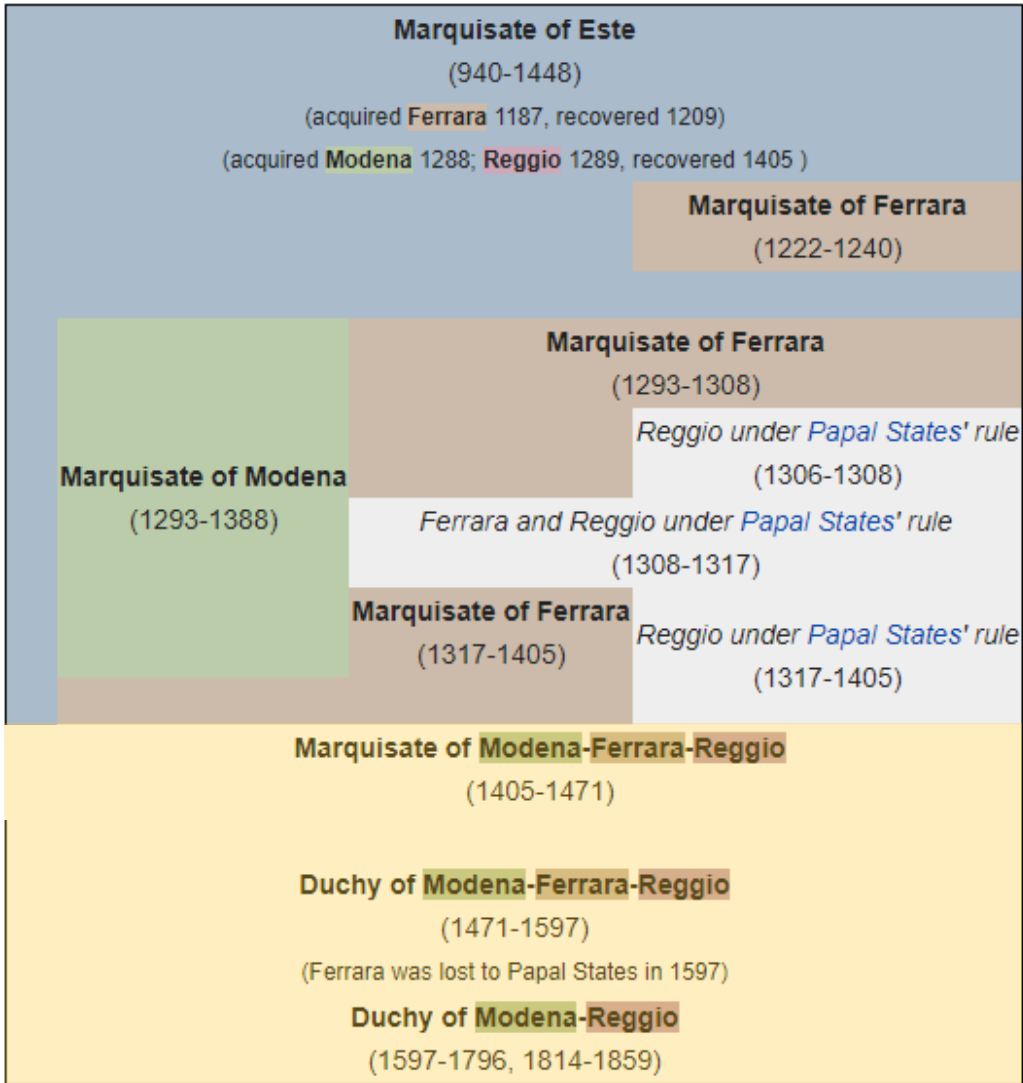 Marquisate of Este
(940-1448)
(acquired Ferrara 1187, recovered 1209)
(acquired Modena 1288; Reggio 1289, recovered 1405 )
Marquisate of Ferrara
(1222-1240)
Marquisate of Ferrara
(1293-1308)
Reggio under Papal States' rule
(1306-1308)
Marquisate of Modena
(1293-1388)
Ferrara and Reggio under Papal States' rule
(1308-1317)
Marquisate of Ferrara
(1317-1405)
Reggio under Papal States' rule
(1317-1405)
Marquisate of Modena-Ferrara-Reggio
(1405-1471)
Duchy of Modena-Ferrara-Reggio
(1471-1597)
(Ferrara was lost to Papal States in 1597)
Duchy of Modena-Reggio
(1597-1796, 1814-1859)